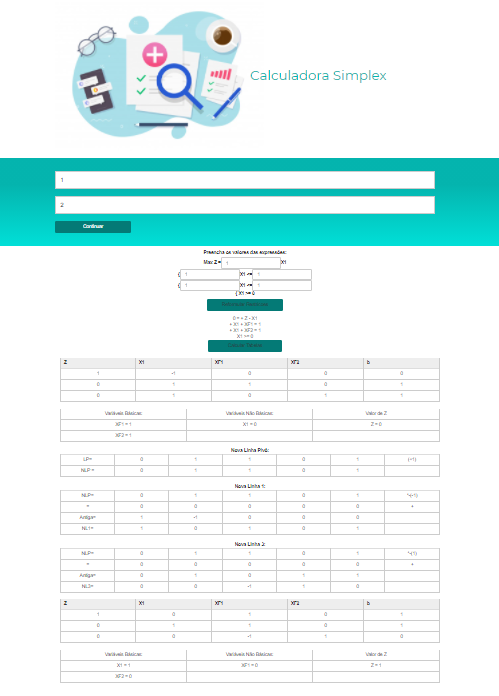 Calculadora Simplex
1
2
Continuar
Preencha os valores das expressões:
Max Z = 1 X1
{ 1 X1 <= 1
{ 1 X1 <= 1
{ X1 >= 0
0 = + Z - X1
+ X1 + XF1 = 1
+ X1 + XF2 = 1
X1 >= 0
Z X1 XF1 XF2 b
1 -1 0 0 0
0 1 1 0 1
0 1 0 1 1
Variáveis Básicas: Variáveis Não Básicas: Valor de Z
XF1 = 1 X1 = 0 Z = 0
XF2 = 1
Nova Linha Pivô:
LP= 0 1 1 0 1 (÷1)
NLP = 0 1 1 0 1
Nova Linha 1:
NLP= 0 1 1 0 1 *-(-1)
= 0 0 0 0 0 +
Antiga= 1 -1 0 0 0
NL1= 1 0 1 0 1
Nova Linha 3:
NLP= 0 1 1 0 1 *-(1)
= 0 0 0 0 0 +
Antiga= 0 1 0 1 1
NL3= 0 0 -1 1 0
Z X1 XF1 XF2 b
1 0 1 0 1
0 1 1 0 1
0 0 -1 1 0
Variáveis Básicas: Variáveis Não Básicas: Valor de Z
X1 = 1 XF1 = 0 Z = 1
XF2 = 0